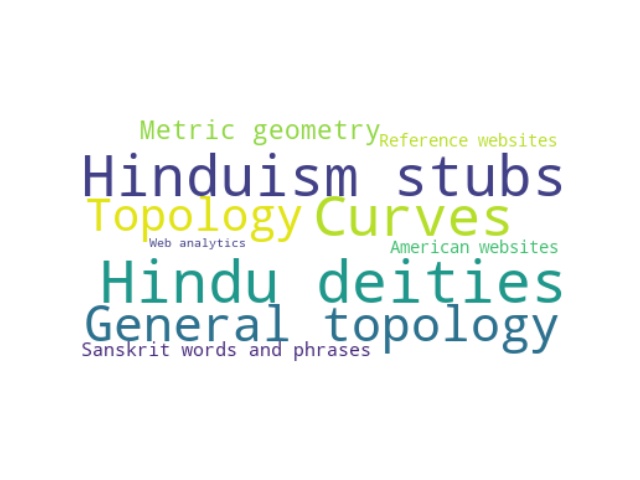 Metric geometry
Reference websites
Hinduism stubs
Topology Curves
Web analytics
American websites
Hindu deities
General topology
Sanskrit words and phrases